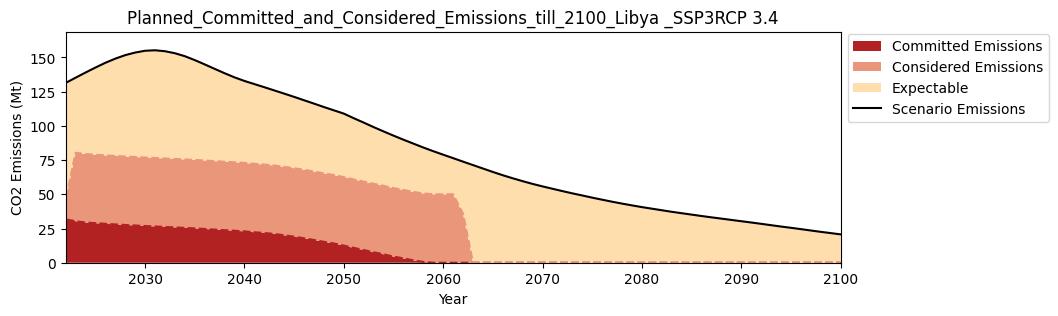 Planned_Committed_and_Considered_Emissions_till_2100_Libya _SSP3RCP 3.4
CO2 Emissions (Mt)
150
125
100
75
50
25
0
2030 2040 2050 2060 2070 2080 2090 2100
Year
Committed Emissions
Considered Emissions
Expectable
Scenario Emissions